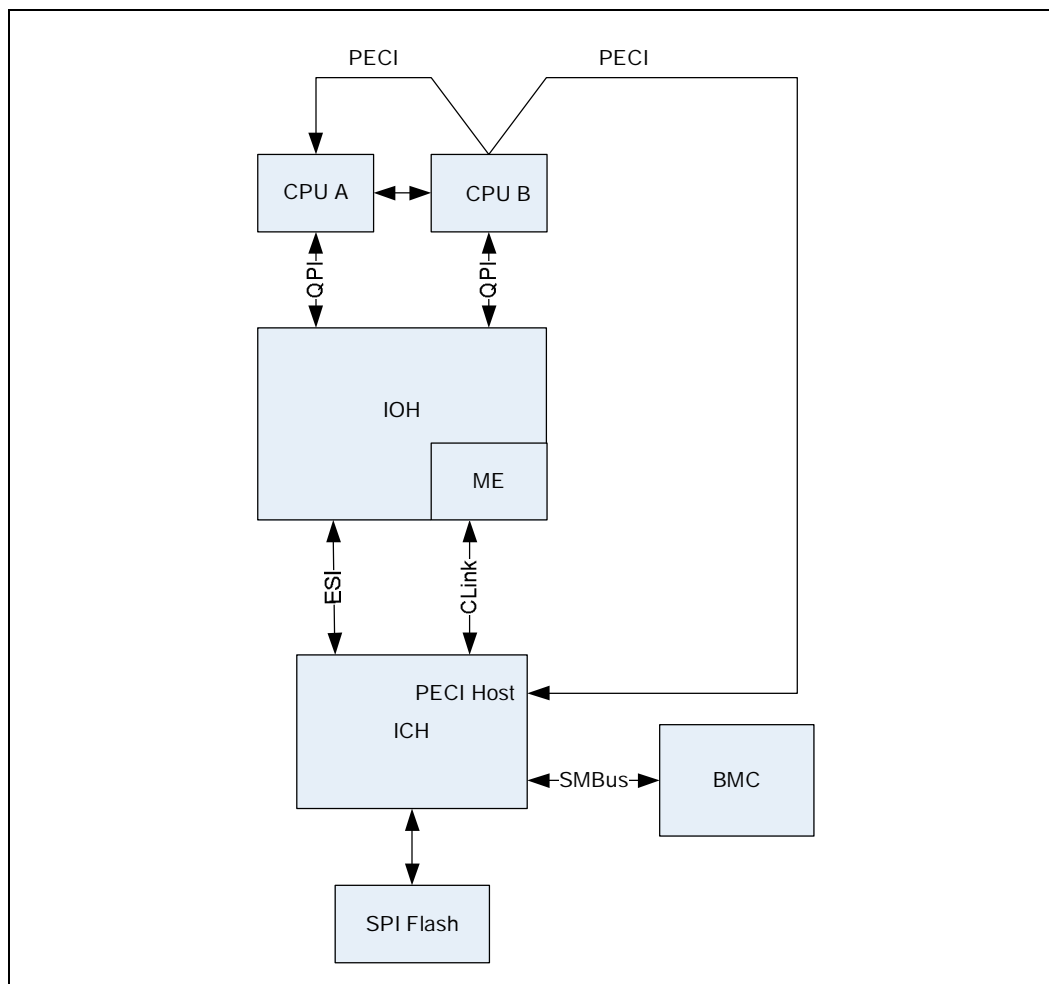 PECI
PECI
CPU A
CPU B
QPI
QPI
IOH
ME
ESI
CLink
PECI Host
ICH
SMBus
BMC
SPI Flash